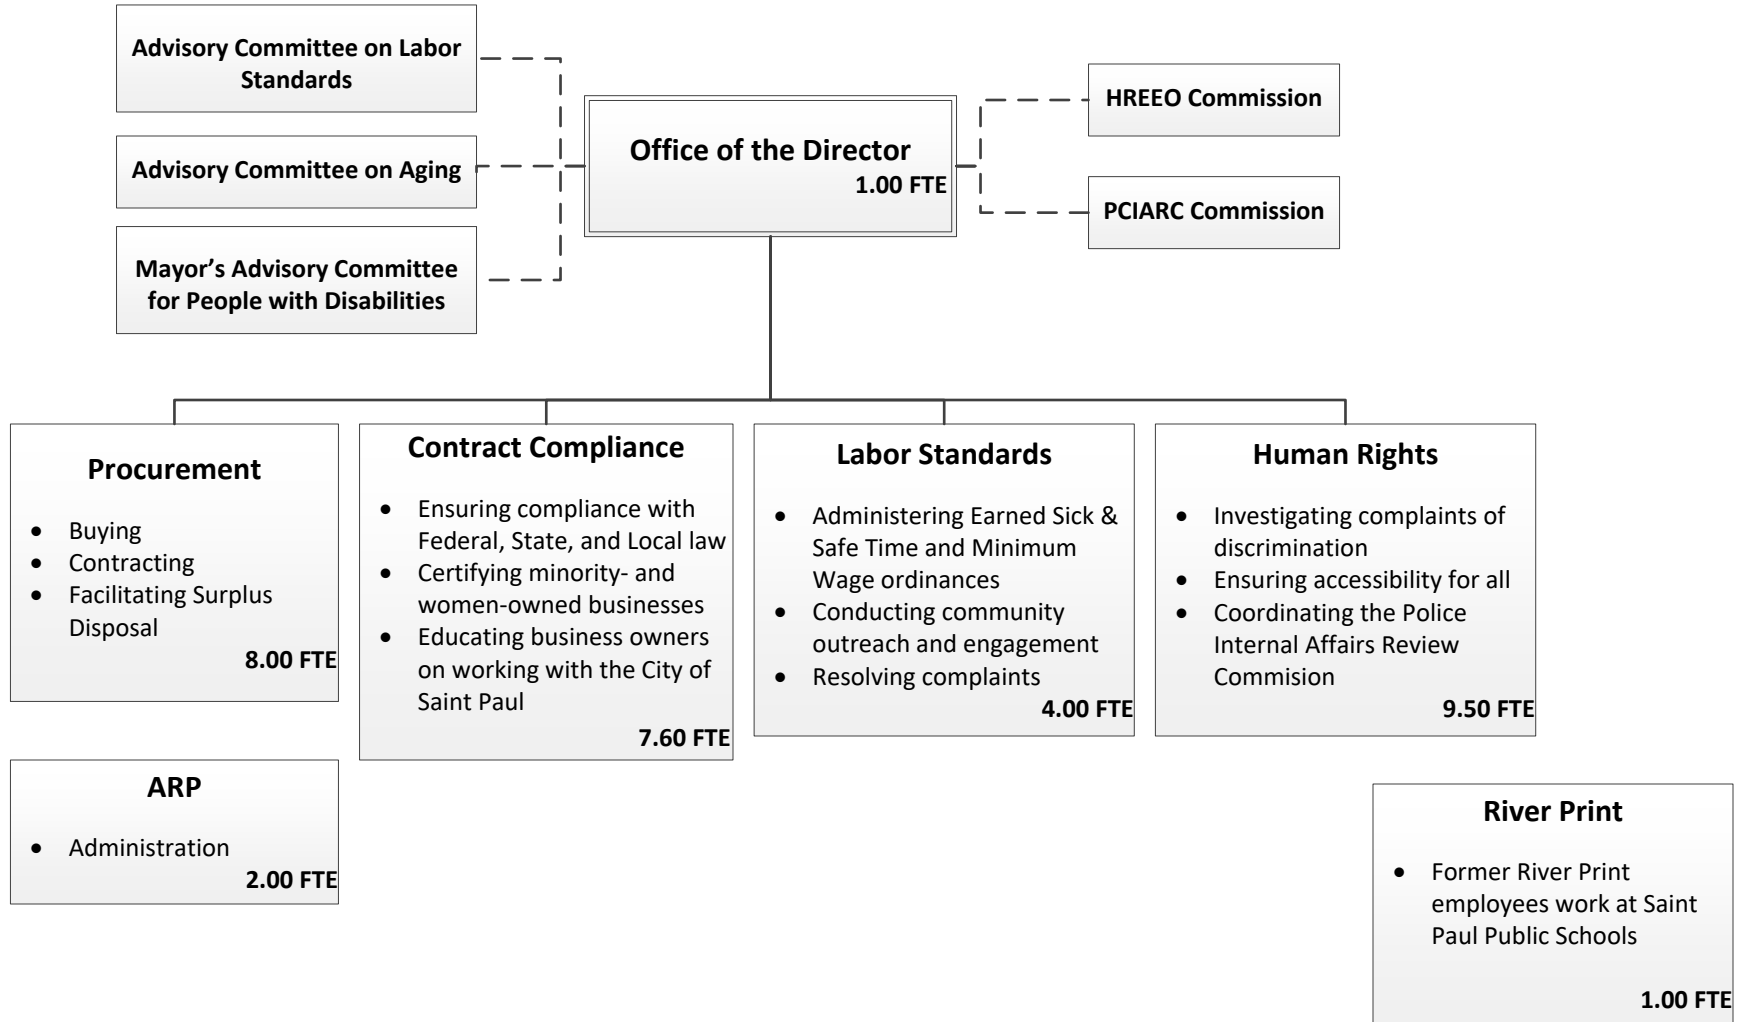 Advisory Committee on Labor
Standards
Advisory Committee on Aging
Mayor’s Advisory Committee
for People with Disabilities
Office of the Director
1.00 FTE
HREEO Commission
PCIARC Commission
Procurement
• Buying
• Contracting
• Facilitating Surplus
Disposal
8.00 FTE
Contract Compliance
• Ensuring compliance with
Federal, State, and Local law
• Certifying minority- and
women-owned businesses
• Educating business owners
on working with the City of
Saint Paul
7.60 FTE
Labor Standards
• Administering Earned Sick &
Safe Time and Minimum
Wage ordinances
• Conducting community
outreach and engagement
• Resolving complaints
4.00 FTE
Human Rights
• Investigating complaints of
discrimination
• Ensuring accessibility for all
• Coordinating the Police
Internal Affairs Review
Commision
9.50 FTE
ARP
• Administration
2.00 FTE
River Print
• Former River Print
employees work at Saint
Paul Public Schools
1.00 FTE